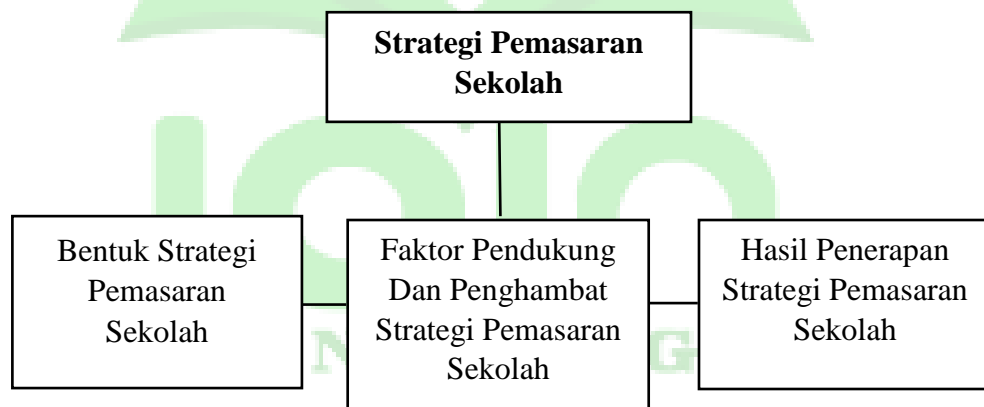 Strategi Pemasaran
Sekolah
Bentuk Strategi
Pemasaran
Sekolah
Faktor Pendukung
Dan Penghambat
Strategi Pemasaran
Sekolah
Hasil Penerapan
Strategi Pemasaran
Sekolah